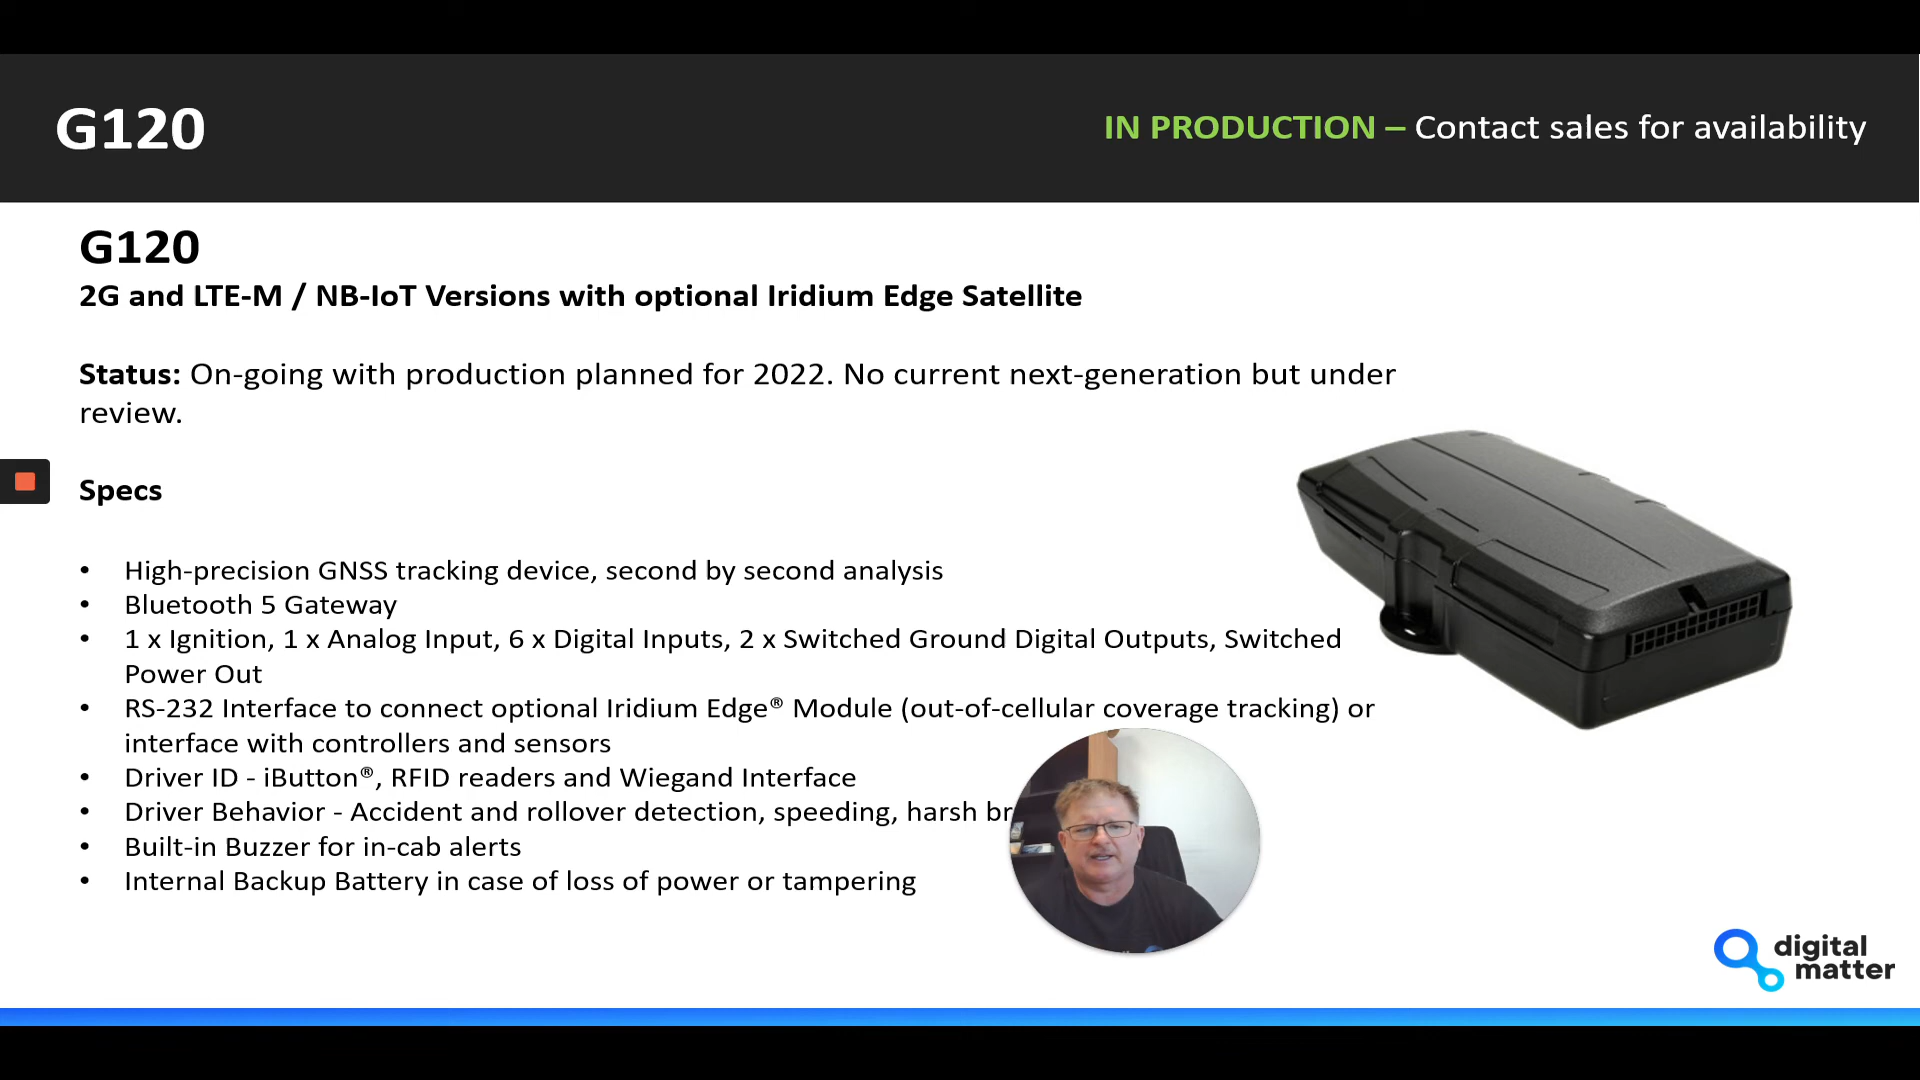 G120
IN PRODUCTION – Contact sales for availability
G120
2G and LTE-M / NB-IoT Versions with optional Iridium Edge Satellite
Status: On-going with production planned for 2022. No current next-generation but under
review.
Specs
• High-precision GNSS tracking device, second by second analysis
• Bluetooth 5 Gateway
• 1 x Ignition, 1 x Analog Input, 6 x Digital Inputs, 2 x Switched Ground Digital Outputs, Switched
Power Out
• RS-232 Interface to connect optional Iridium Edge® Module (out-of-cellular coverage tracking) or
interface with controllers and sensors
• Driver ID - iButton®, RFID readers and Wiegand Interface
• Driver Behavior - Accident and rollover detection, speeding, harsh
• Built-in Buzzer for in-cab alerts
• Internal Backup Battery in case of loss of power or tampering
digital
matter